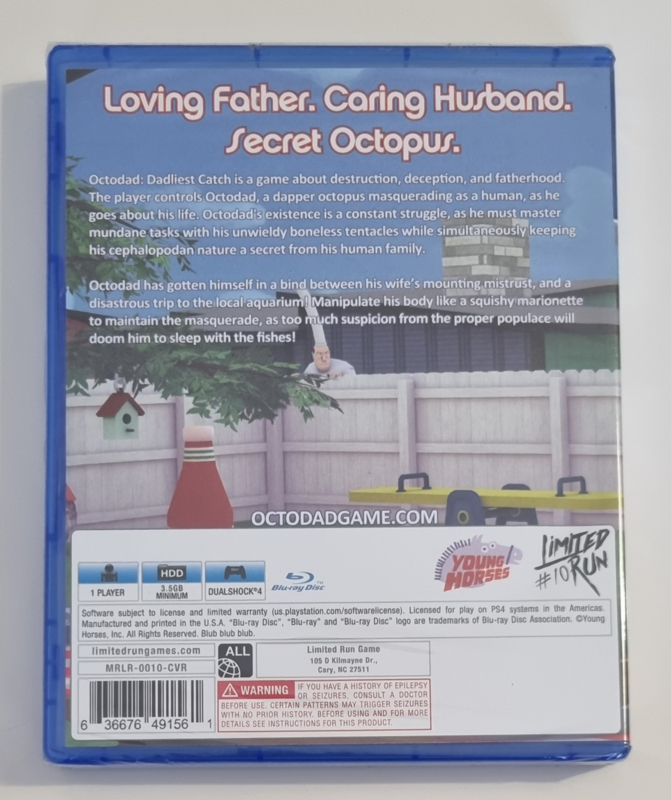 Loving Father. Caring Husband.
Secret Octopus.
Octodad: Dadliest Catch is a game about destruction, deception, and fatherhood.
The player controls Octodad, a dapper octopus masquerading as a human, as he
goes about his life. Octodad's existence is a constant struggle, as he must master
mundane tasks with his unwieldy boneless tentacles while simultaneously keeping
his cephalopodan nature a secret from his human family.
Octodad has gotten himself in a bind between his wife's mounting mistrust, and a
disastrous trip to the local aquarium! Manipulate his body like a squishy marionette
to maintain the masquerade, as too much suspicion from the proper populace will
doom him to sleep with the fishes!
OCTODADGAME.COM
1 PLAYER
HDD
3.5GB
MINIMUM
DUALSHOCK®4
Blu-ray Disc™
YOUNG
HORSES
LIMITED
RUN
#10
Software subject to license and limited warranty (us.playstation.com/softwarelicense). Licensed for play on PS4 systems in the Americas.
Manufactured and printed in the U.S.A. "Blu-ray Disc", "Blu-ray" and "Blu-ray Disc" logo are trademarks of Blu-ray Disc Association. ©Young
Horses, Inc. All Rights Reserved. Blub blub blub.
limitedrungames.com
MRLR-0010-CVR
ALL
Limited Run Game
105 D Kilmayne Dr.,
Cary, NC 27511
WARNING IF YOU HAVE A HISTORY OF EPILEPSY
OR SEIZURES, CONSULT A DOCTOR
BEFORE USE. CERTAIN PATTERNS MAY TRIGGER SEIZURES
WITH NO PRIOR HISTORY. BEFORE USING AND FOR MORE
DETAILS SEE INSTRUCTIONS FOR THIS PRODUCT.
6 36676 49156 1